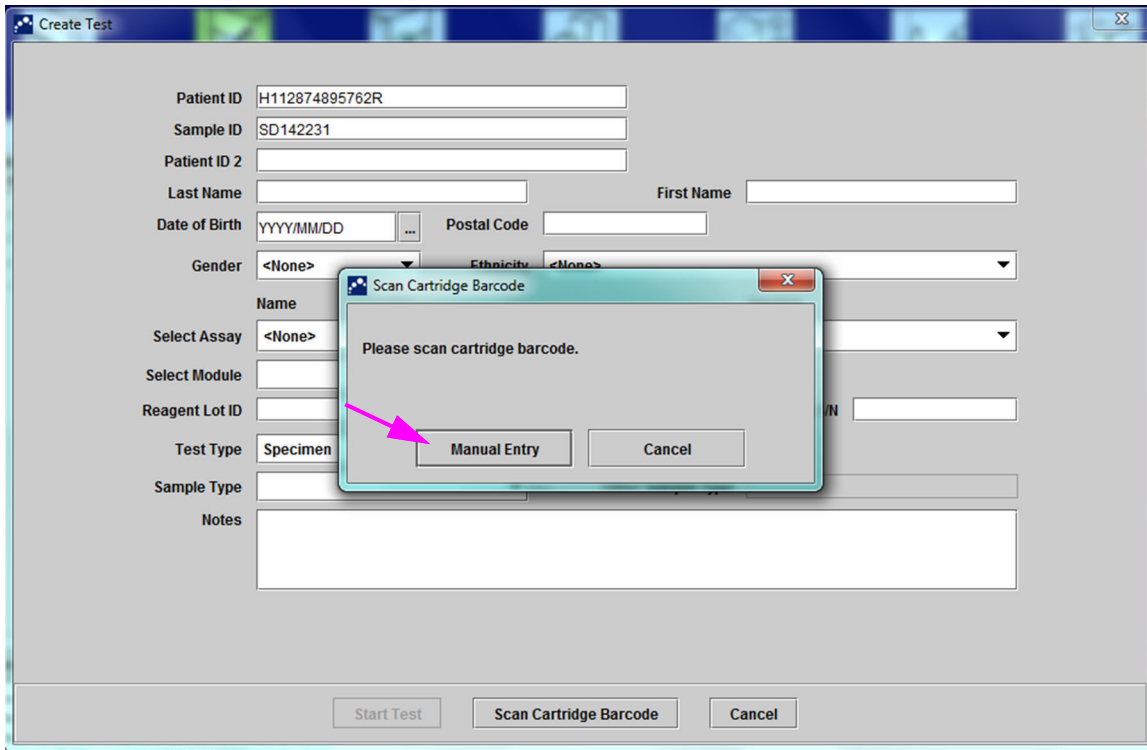 Create Test
Patient ID H112874895762R
Sample ID SD142231
Patient ID 2
Last Name First Name
Date of Birth YYYY/MM/DD ... Postal Code
Gender <None> Ethnicity <None>
Scan Cartridge Barcode
Name
Select Assay <None>
Please scan cartridge barcode.
Select Module
Reagent Lot ID
Test Type Specimen
Manual Entry Cancel
Sample Type
Notes
Start Test Scan Cartridge Barcode Cancel